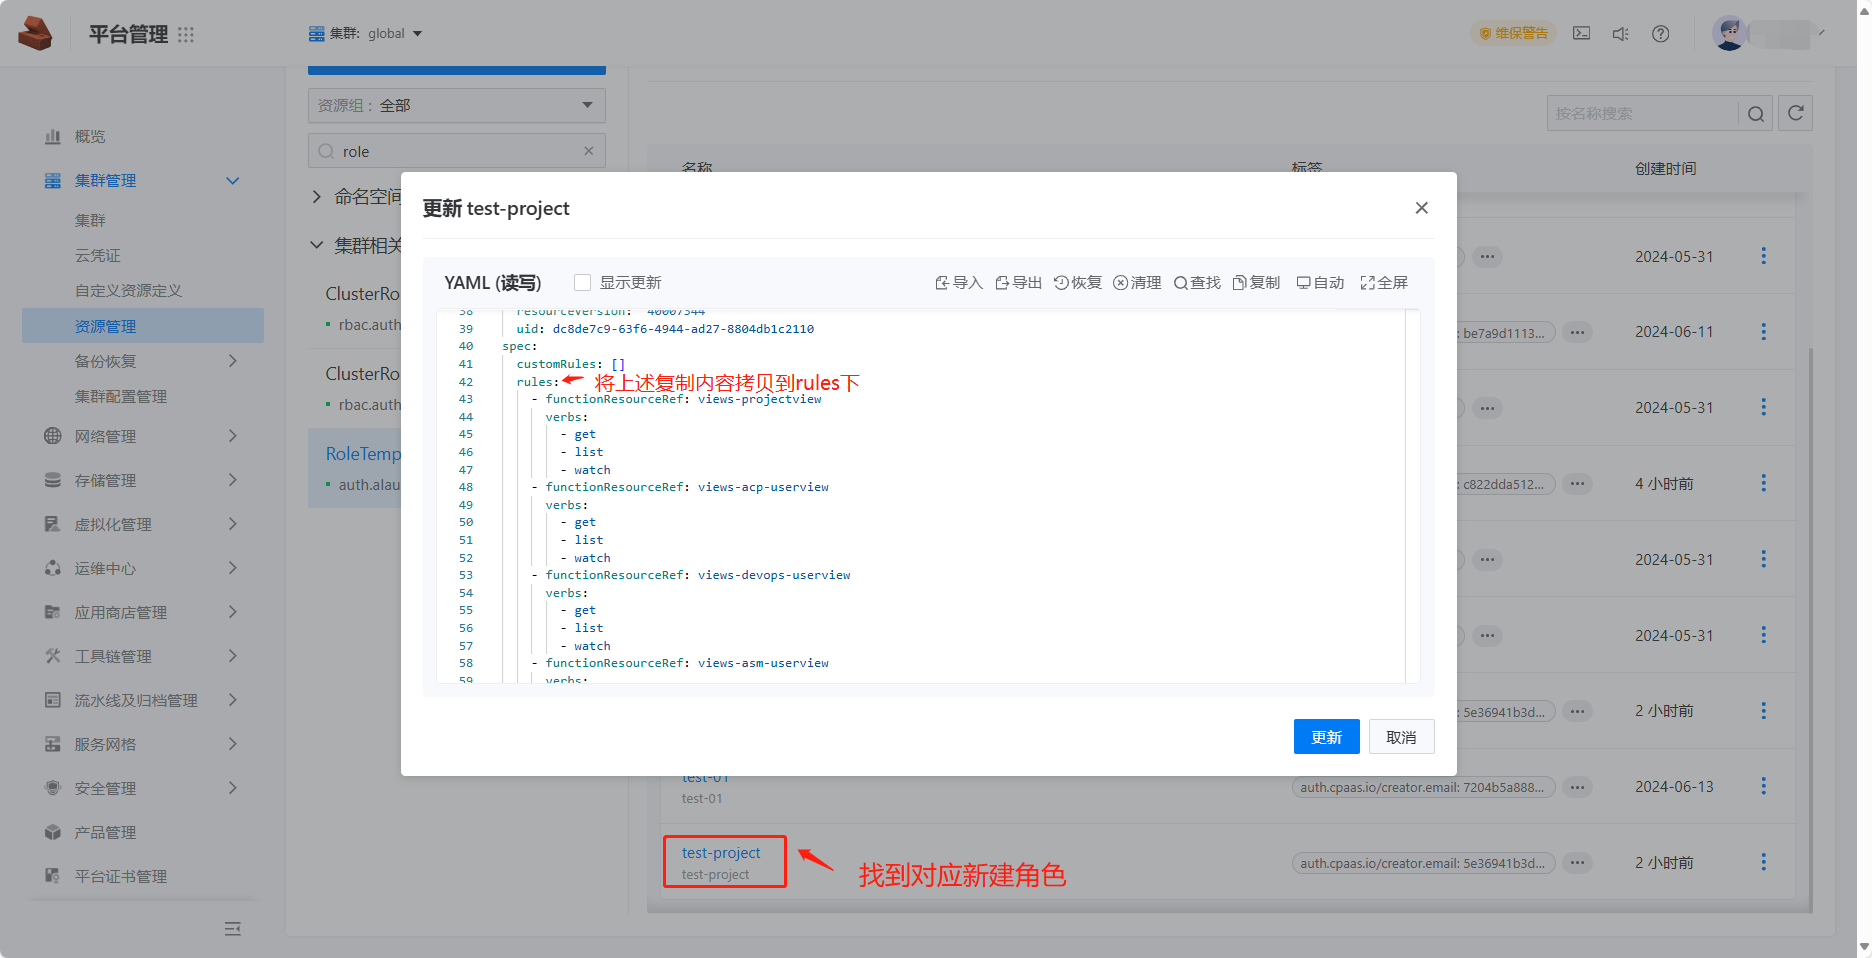 平台管理
集群: global
维保警告
概览
集群管理
集群
云凭证
自定义资源定义
资源管理
备份恢复
集群配置管理
网络管理
存储管理
虚拟化管理
运维中心
应用商店管理
工具链管理
流水线及归档管理
服务网格
安全管理
产品管理
平台证书管理
资源组 : 全部
role
命名空间
集群相关
ClusterRo
rbac.auth
ClusterRo
rbac.auth
RoleTemp
auth.alau
按名称搜索
名称 标签 创建时间
2024-05-31
: be7a9d1113... 2024-06-11
2024-05-31
: c822dda512... 4 小时前
2024-05-31
2024-05-31
: 5e36941b3d... 2 小时前
test-01
test-01
auth.cpaas.io/creator.email: 7204b5a888... 2024-06-13
test-project
test-project
找到对应新建角色
auth.cpaas.io/creator.email: 5e36941b3d... 2 小时前
更新 test-project
YAML (读写) 显示更新 导入 导出 恢复 清理 查找 复制 自动 全屏
38 resourceVersion: "40007344"
39 uid: dc8de7c9-63f6-4944-ad27-8804db1c2110
40 spec:
41 customRules: []
42 rules: 将上述复制内容拷贝到rules下
43 - functionResourceRef: views-projectview
44 verbs:
45 - get
46 - list
47 - watch
48 - functionResourceRef: views-acp-userview
49 verbs:
50 - get
51 - list
52 - watch
53 - functionResourceRef: views-devops-userview
54 verbs:
55 - get
56 - list
57 - watch
58 - functionResourceRef: views-asm-userview
59 verbs:
更新 取消